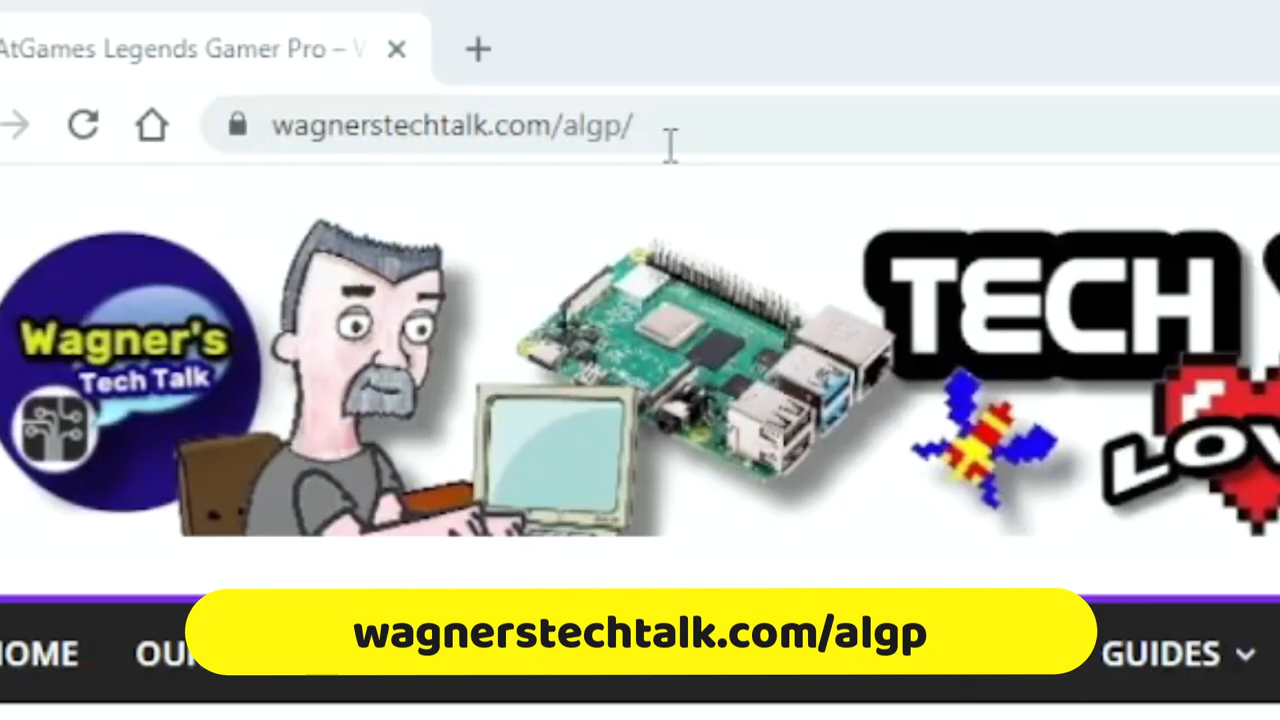 AtGames Legends Gamer Pro –
wagnerstechtalk.com/algp/
Wagner's
Tech Talk
TECH
wagnerstechtalk.com/algp
GUIDES